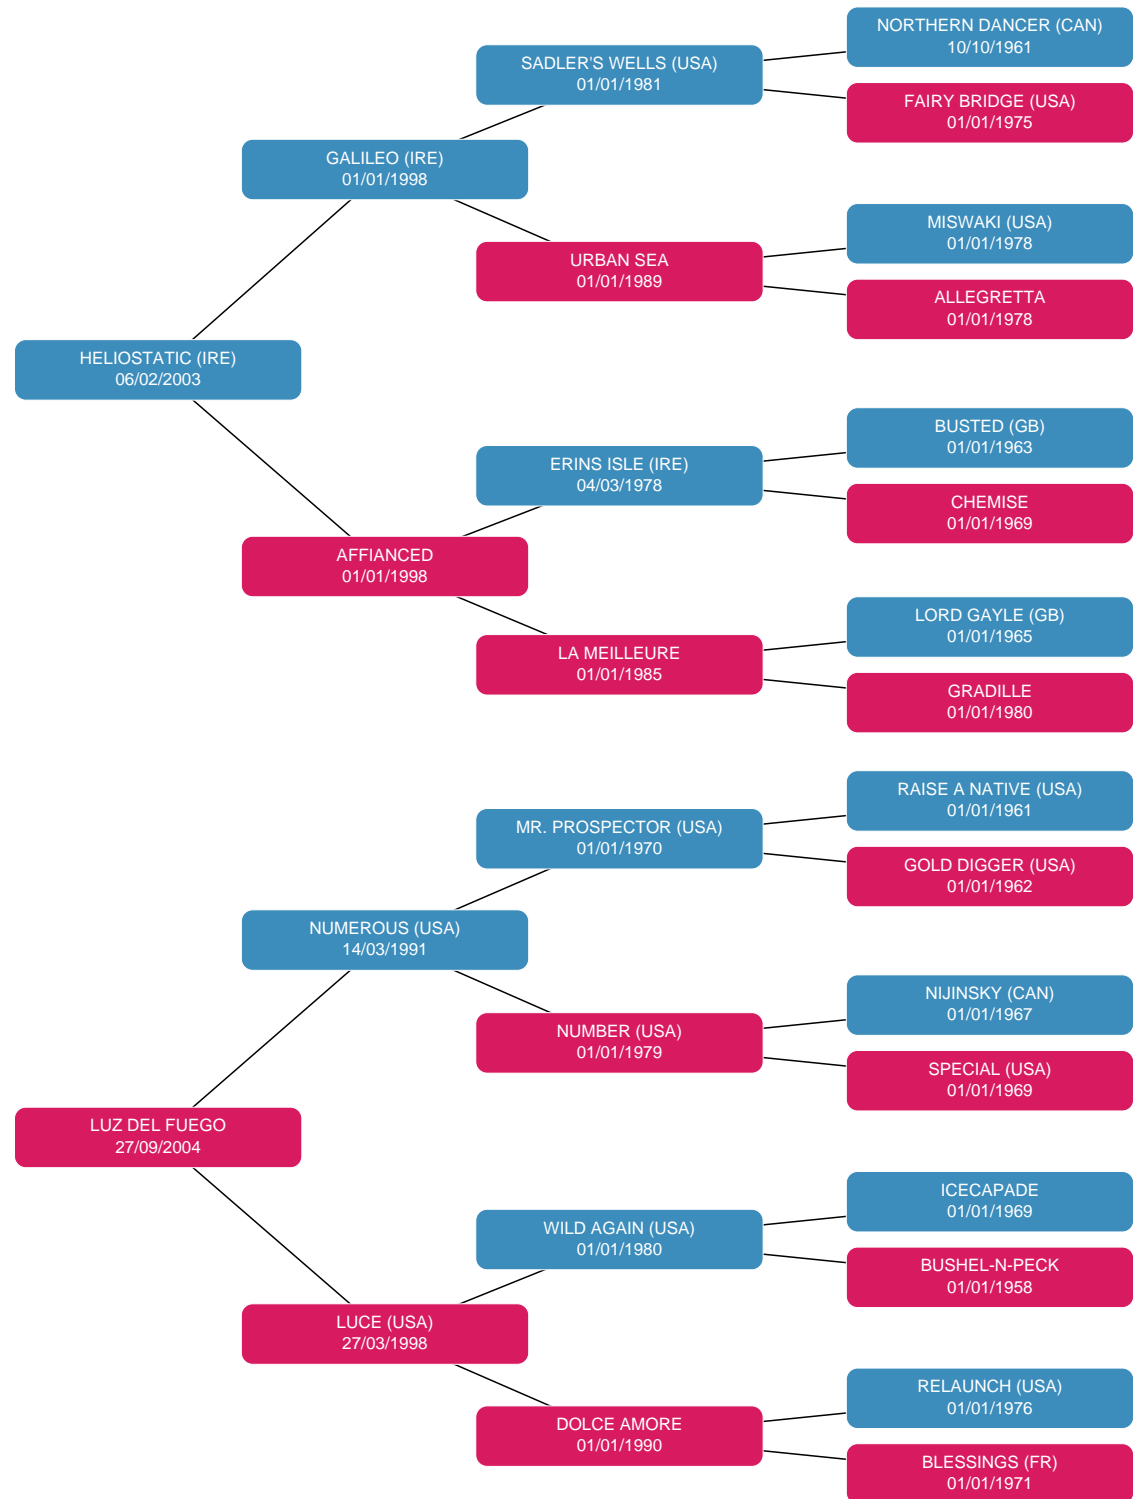 NORTHERN DANCER (CAN)
10/10/1961
SADLER'S WELLS (USA)
01/01/1981
FAIRY BRIDGE (USA)
01/01/1975
GALILEO (IRE)
01/01/1998
MISWAKI (USA)
01/01/1978
URBAN SEA
01/01/1989
ALLEGRETTA
01/01/1978
HELIOSTATIC (IRE)
06/02/2003
BUSTED (GB)
01/01/1963
ERINS ISLE (IRE)
04/03/1978
CHEMISE
01/01/1969
AFFIANCED
01/01/1998
LORD GAYLE (GB)
01/01/1965
LA MEILLEURE
01/01/1985
GRADILLE
01/01/1980
RAISE A NATIVE (USA)
01/01/1961
MR. PROSPECTOR (USA)
01/01/1970
GOLD DIGGER (USA)
01/01/1962
NUMEROUS (USA)
14/03/1991
NIJINSKY (CAN)
01/01/1967
NUMBER (USA)
01/01/1979
SPECIAL (USA)
01/01/1969
LUZ DEL FUEGO
27/09/2004
ICECAPADE
01/01/1969
WILD AGAIN (USA)
01/01/1980
BUSHEL-N-PECK
01/01/1958
LUCE (USA)
27/03/1998
RELAUNCH (USA)
01/01/1976
DOLCE AMORE
01/01/1990
BLESSINGS (FR)
01/01/1971